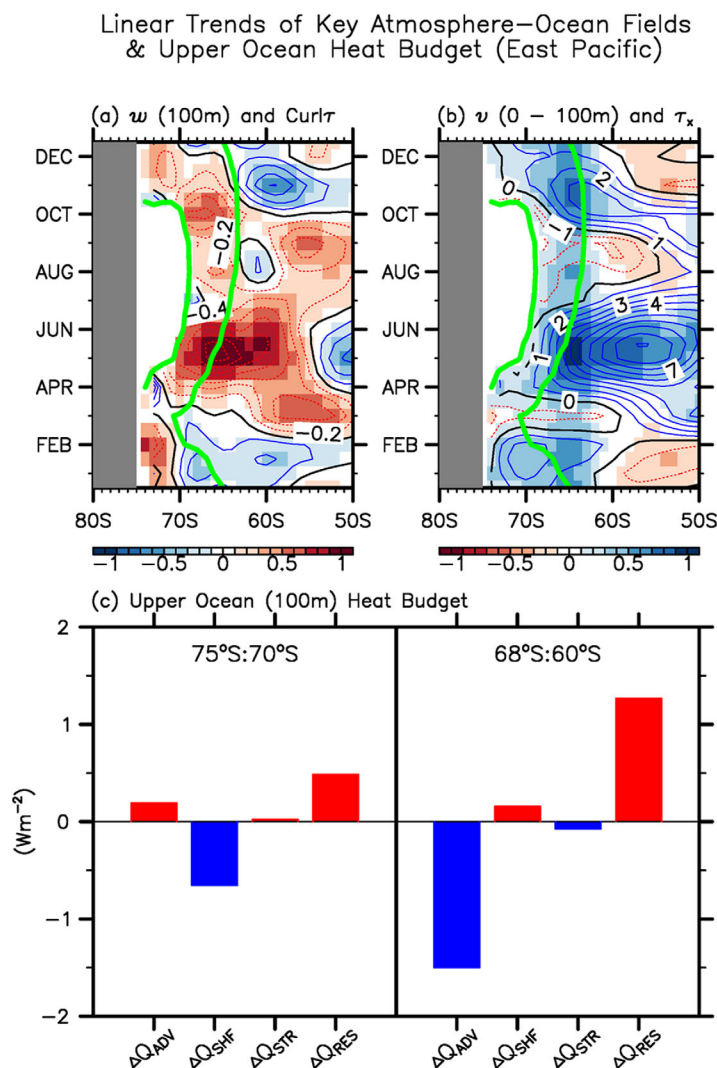 Linear Trends of Key Atmosphere-Ocean Fields
& Upper Ocean Heat Budget (East Pacific)
(a) w (100m) and Curlτ
(b) v (0 - 100m) and τx
DEC
OCT
AUG
JUN
APR
FEB
-0.2
-0.4
-0.2
80S 70S 60S 50S
-1 -0.5 0 0.5 1
DEC
OCT
AUG
JUN
APR
FEB
0
2
-1
1
2
3
4
1
7
0
80S 70S 60S 50S
-1 -0.5 0 0.5 1
(c) Upper Ocean (100m) Heat Budget
75°S:70°S
68°S:60°S
(Wm⁻²)
2
1
0
-1
-2
ΔQADV ΔQSHF ΔQSTR ΔQRES
ΔQADV ΔQSHF ΔQSTR ΔQRES